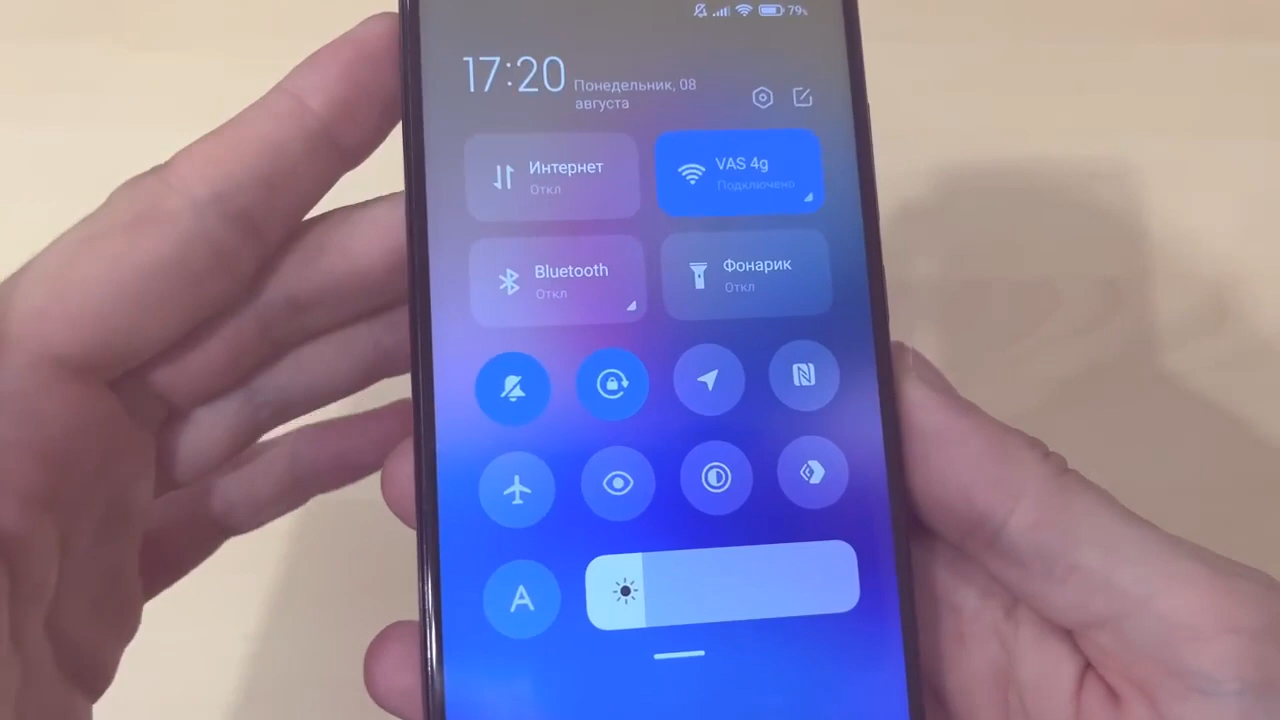 79%
17:20
Понедельник, 08
августа
Интернет
Откл
VAS 4g
Подключено
Bluetooth
Откл
Фонарик
Откл
A